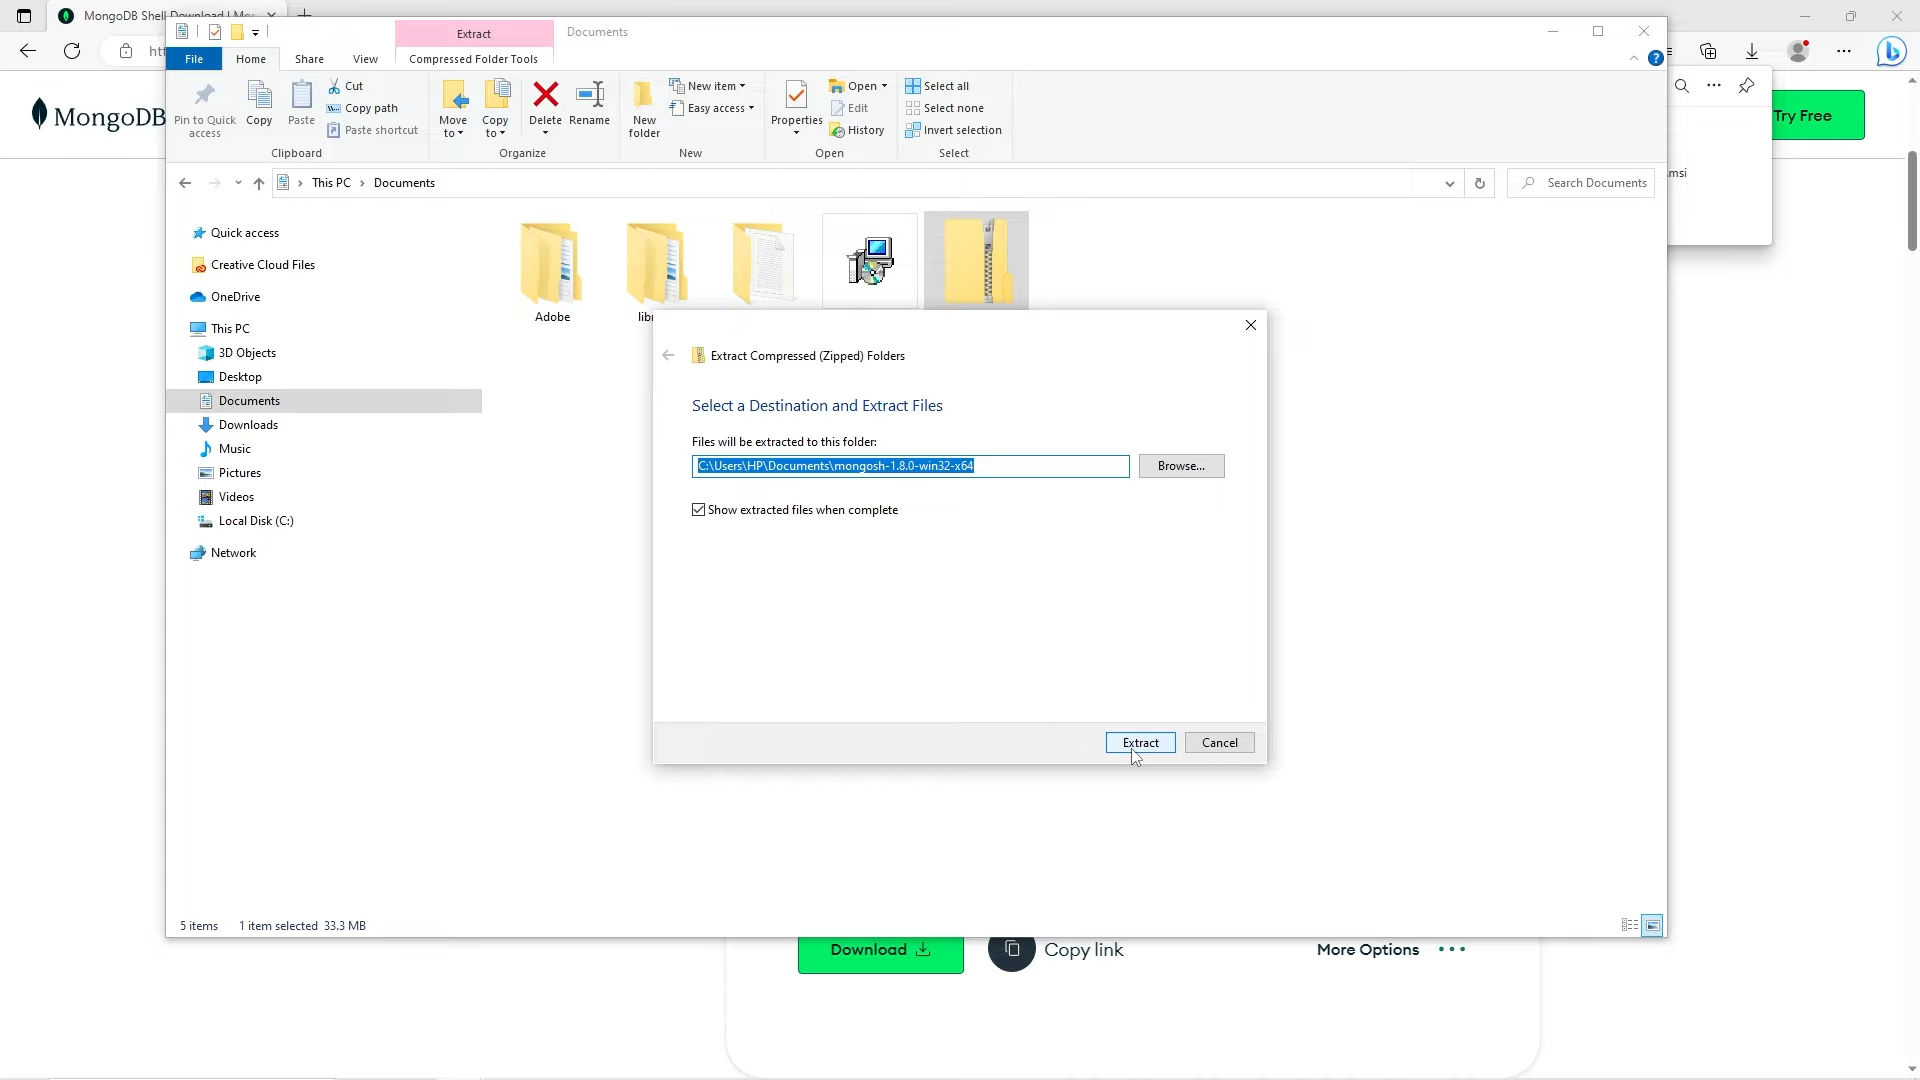 MongoDB Shell Download | Mo
Extract
Documents
File
Home
Share
View
Compressed Folder Tools
Pin to Quick
access
Copy
Paste
Cut
Copy path
Paste shortcut
Clipboard
Move
to
Copy
to
Delete
Rename
Organize
New
folder
New item
Easy access
New
Properties
Open
Edit
History
Open
Select all
Select none
Invert selection
Select
MongoDB
Try Free
.msi
This PC
Documents
Search Documents
Quick access
Creative Cloud Files
OneDrive
This PC
3D Objects
Desktop
Documents
Downloads
Music
Pictures
Videos
Local Disk (C:)
Network
Adobe
Extract Compressed (Zipped) Folders
Select a Destination and Extract Files
Files will be extracted to this folder:
C:\Users\HP\Documents\mongosh-1.8.0-win32-x64
Browse...
Show extracted files when complete
Extract
Cancel
5 items
1 item selected 33.3 MB
Download
Copy link
More Options